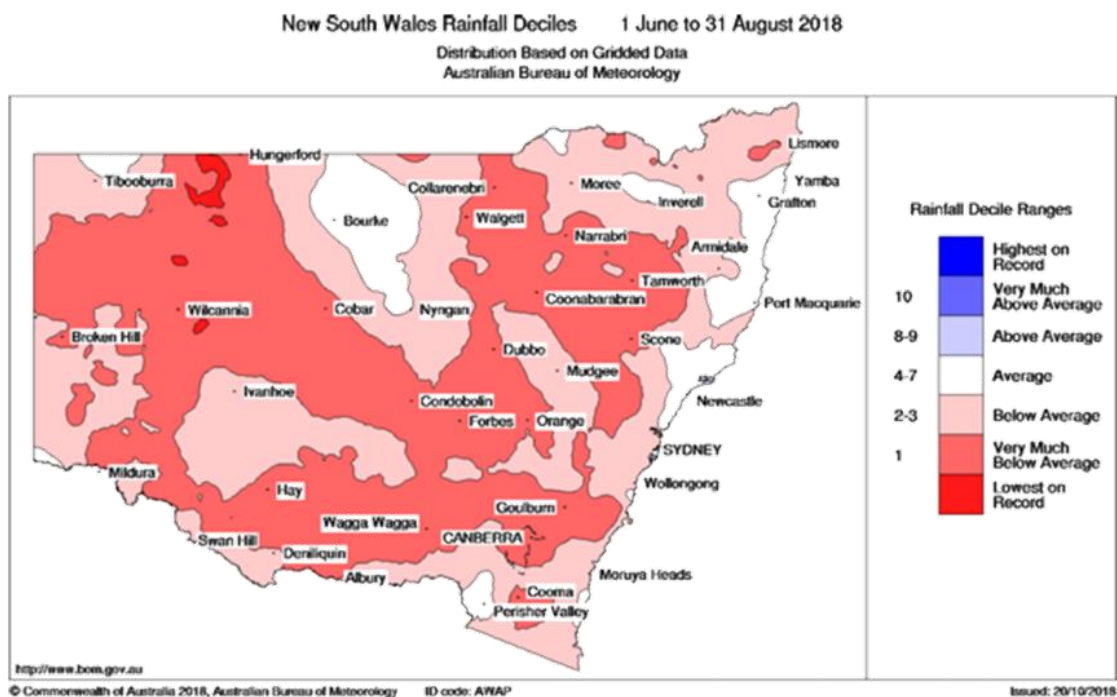 New South Wales Rainfall Deciles 1 June to 31 August 2018
Distribution Based on Gridded Data
Australian Bureau of Meteorology
Lismore
Hungerford
Tibooburra
Collarenebri
Moree
Yamba
Inverell
Grafton
Bourke
Walgett
Narrabri
Armidale
Tamworth
Coonabarabran
Port Macquarie
Wilcannia
Cobar
Nyngan
Broken Hill
Scone
Dubbo
Mudgee
Ivanhoe
Condobolin
Newcastle
Forbes
Orange
SYDNEY
Mildura
Wollongong
Hay
Goulburn
Wagga Wagga
CANBERRA
Swan Hill
Deniliquin
Albury
Moruya Heads
Cooma
Perisher Valley
Rainfall Decile Ranges
Highest on
Record
10 Very Much
Above Average
8-9 Above Average
4-7 Average
2-3 Below Average
1 Very Much
Below Average
Lowest on
Record
http://www.bom.gov.au
© Commonwealth of Australia 2018, Australian Bureau of Meteorology ID code: AWAP Issued: 20/10/2018